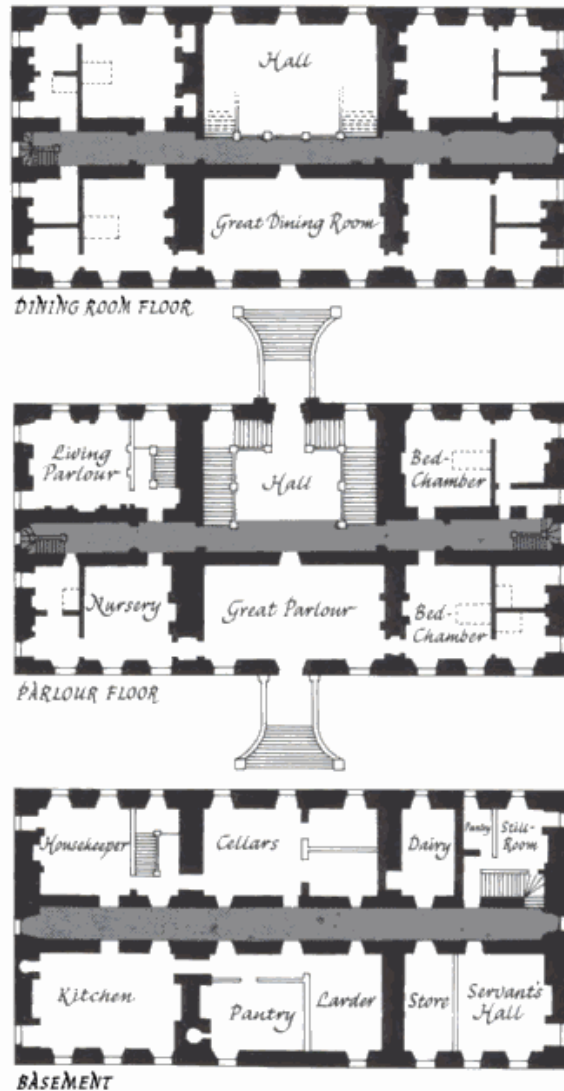 Hall
Great Dining Room
DINING ROOM FLOOR
Living
Parlour
Hall
Bed-
Chamber
Nursery
Great Parlour
Bed-
Chamber
PARLOUR FLOOR
Housekeeper
Cellars
Dairy
Pantry
Still-
Room
Kitchen
Pantry
Larder
Store
Servant's
Hall
BASEMENT